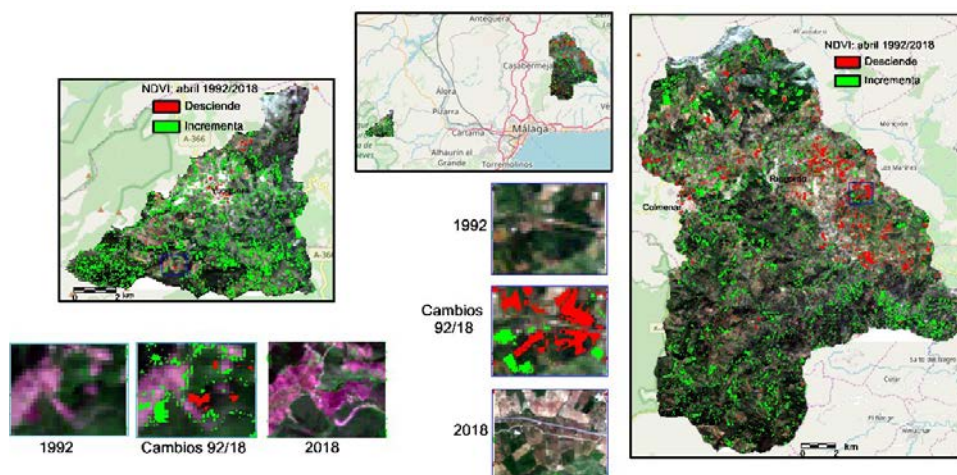 NDVI: abril 1992/2018
Desciende
Incrementa
A-366
A-366
0 2 km
1992
Cambios 92/18
2018
Antequera
Casabermeja
Álora
Pizarra
Cártama
Málaga
Alhaurín el
Grande
Torremolinos
1992
Cambios
92/18
2018
NDVI: abril 1992/2018
Desciende
Incrementa
Riogordo
Colmenar
0 2 km